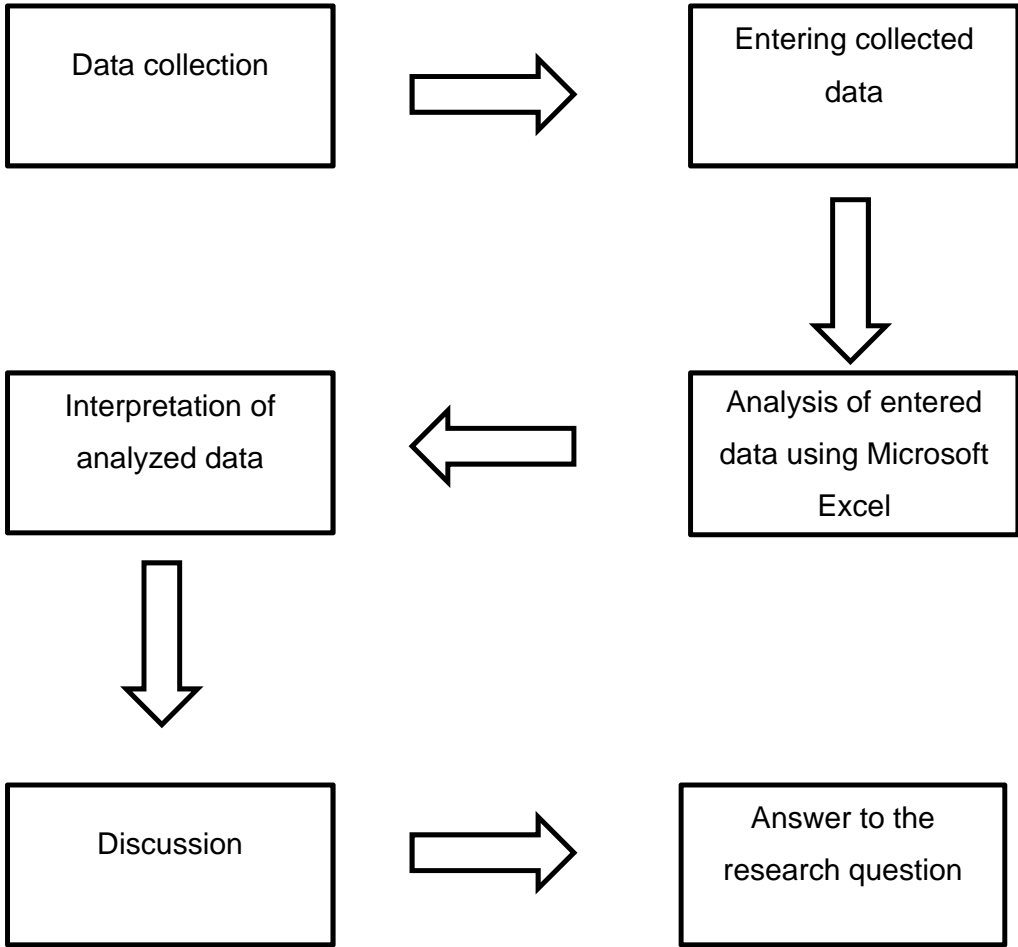 Data collection
Entering collected
data
Analysis of entered
data using Microsoft
Excel
Interpretation of
analyzed data
Discussion
Answer to the
research question